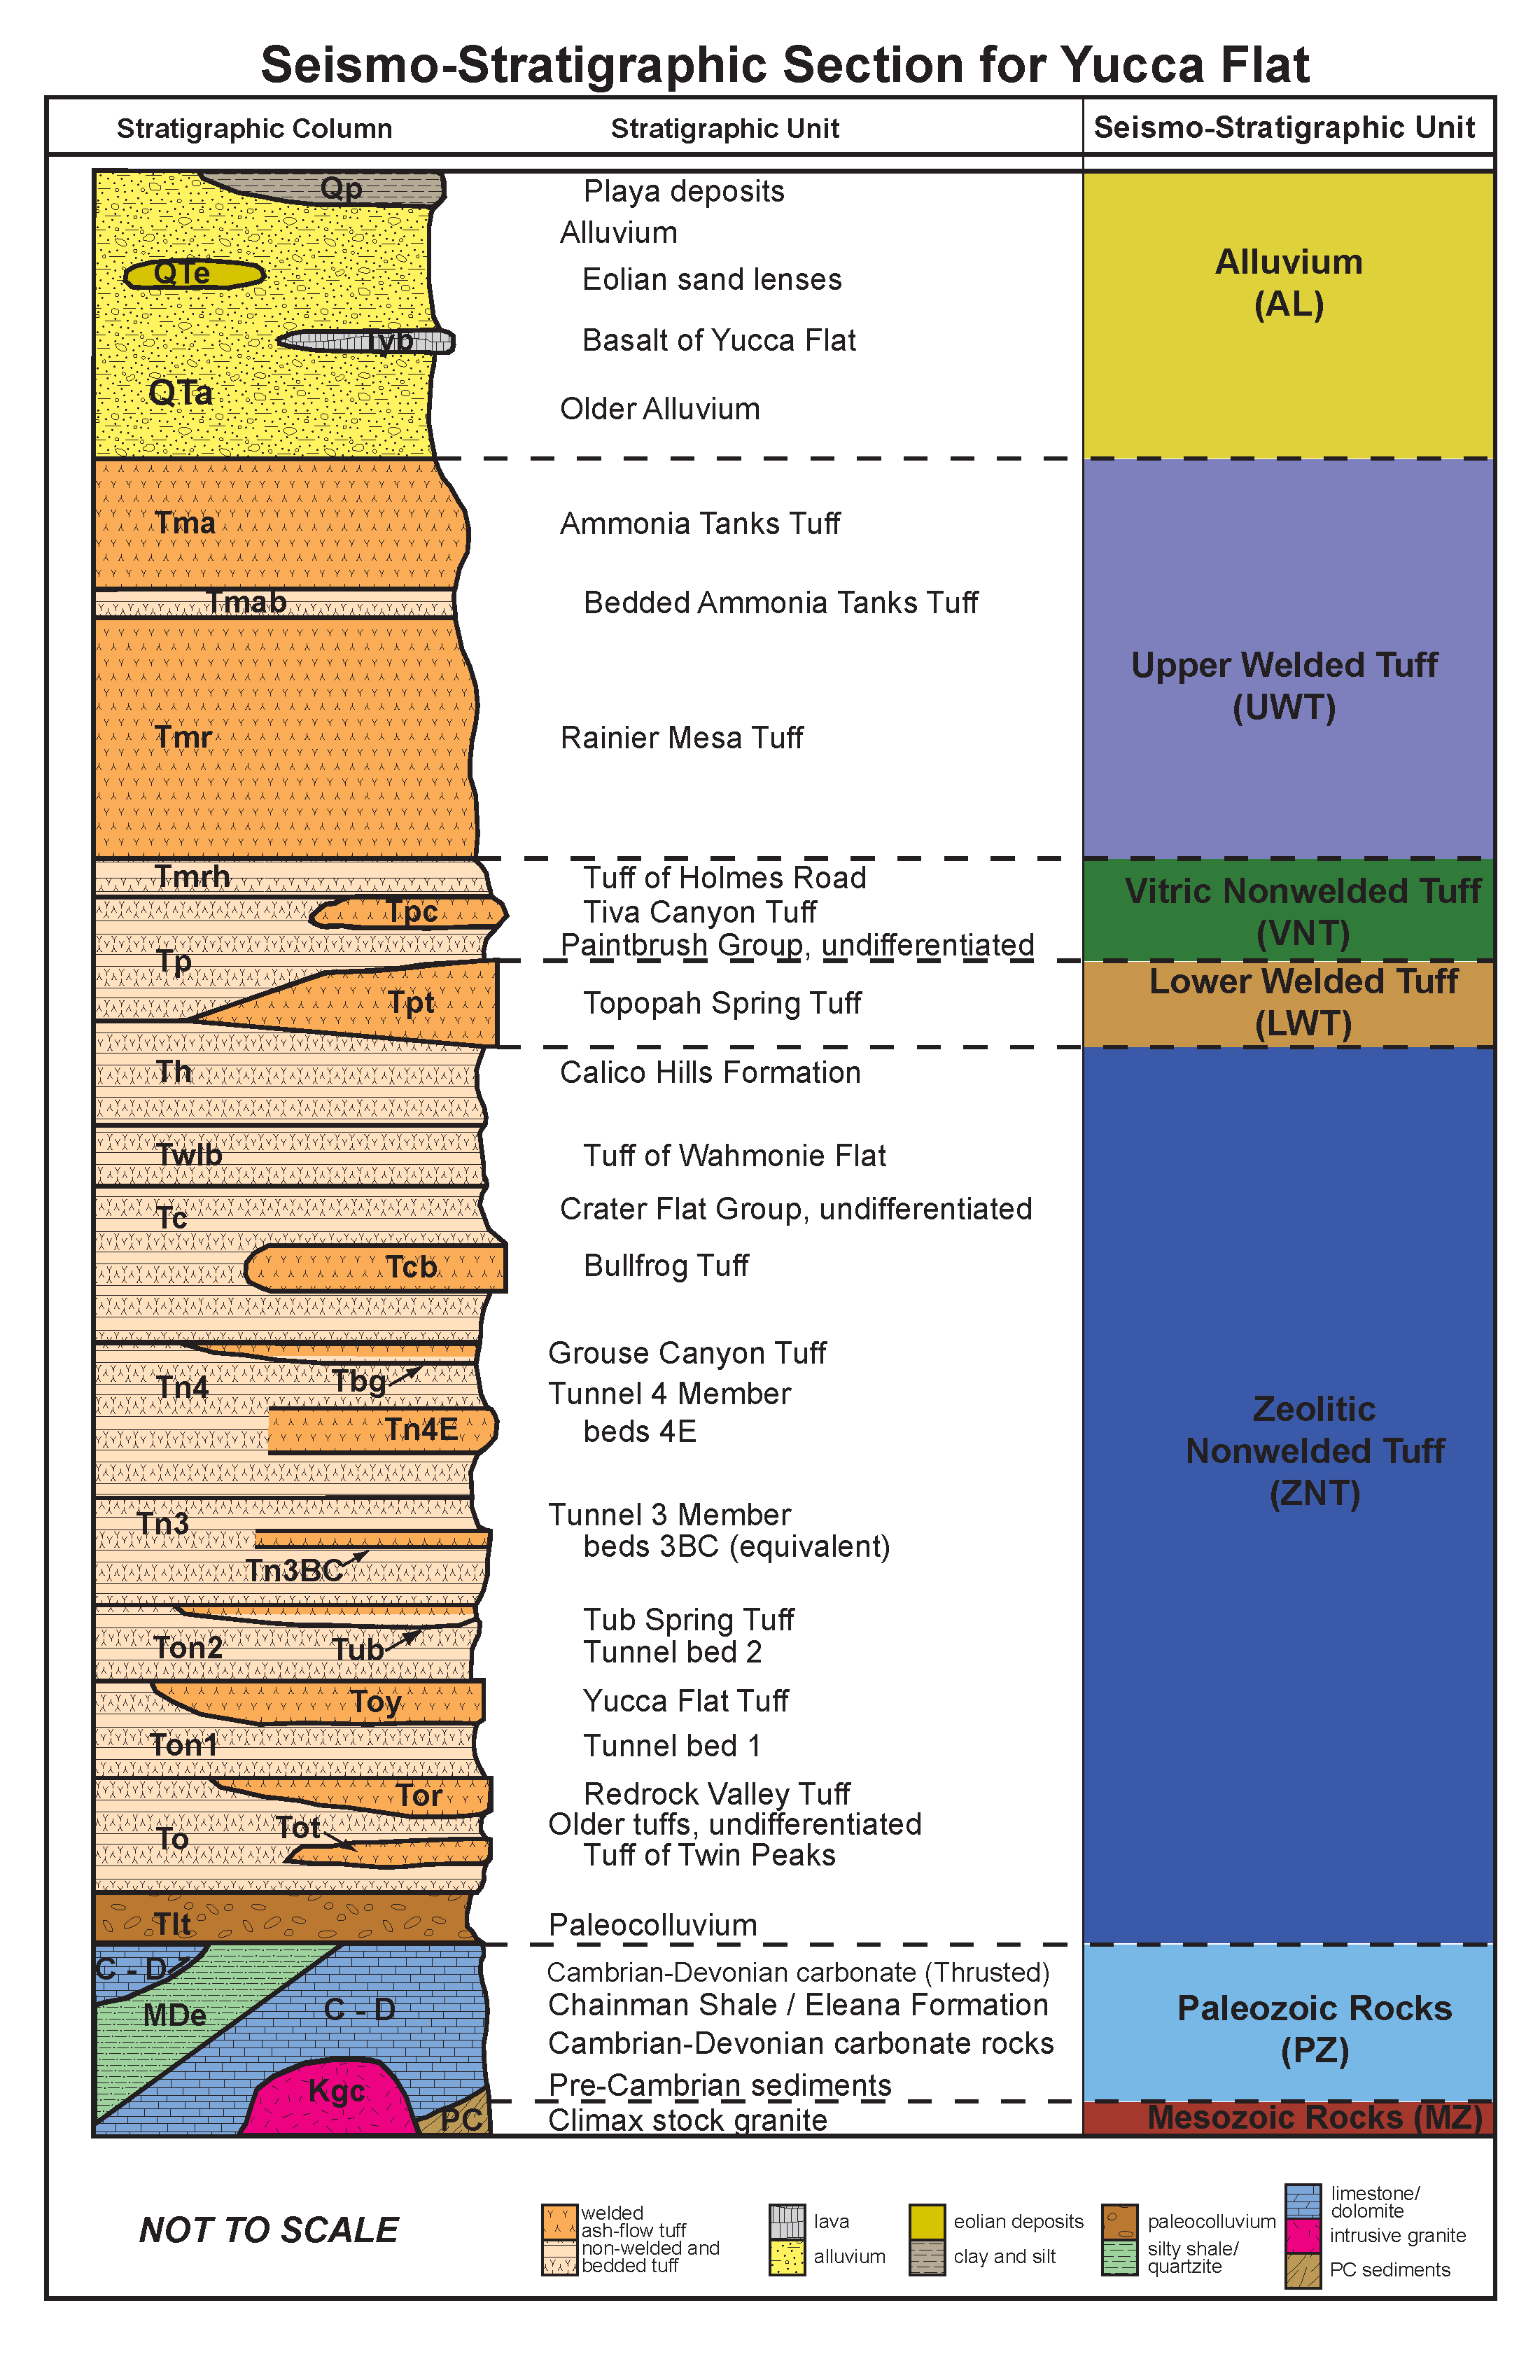 Seismo-Stratigraphic Section for Yucca Flat
Stratigraphic Column
Stratigraphic Unit
Seismo-Stratigraphic Unit
Qp
QTe
Tyb
QTa
Tma
Tmab
Tmr
Tmrh
Tpc
Tp
Tpt
Th
Twlb
Tc
Tcb
Tbg
Tn4
Tn4E
Tn3
Tn3BC
Ton2
Tub
Toy
Ton1
Tor
Tot
To
Tlt
C - D
MDe
C - D
Kgc
PC
Playa deposits
Alluvium
Eolian sand lenses
Basalt of Yucca Flat
Older Alluvium
Ammonia Tanks Tuff
Bedded Ammonia Tanks Tuff
Rainier Mesa Tuff
Tuff of Holmes Road
Tiva Canyon Tuff
Paintbrush Group, undifferentiated
Topopah Spring Tuff
Calico Hills Formation
Tuff of Wahmonie Flat
Crater Flat Group, undifferentiated
Bullfrog Tuff
Grouse Canyon Tuff
Tunnel 4 Member
beds 4E
Tunnel 3 Member
beds 3BC (equivalent)
Tub Spring Tuff
Tunnel bed 2
Yucca Flat Tuff
Tunnel bed 1
Redrock Valley Tuff
Older tuffs, undifferentiated
Tuff of Twin Peaks
Paleocolluvium
Cambrian-Devonian carbonate (Thrusted)
Chainman Shale / Eleana Formation
Cambrian-Devonian carbonate rocks
Pre-Cambrian sediments
Climax stock granite
Alluvium
(AL)
Upper Welded Tuff
(UWT)
Vitric Nonwelded Tuff
(VNT)
Lower Welded Tuff
(LWT)
Zeolitic
Nonwelded Tuff
(ZNT)
Paleozoic Rocks
(PZ)
Mesozoic Rocks (MZ)
NOT TO SCALE
welded
ash-flow tuff
non-welded and
bedded tuff
lava
alluvium
eolian deposits
clay and silt
paleocolluvium
silty shale/
quartzite
limestone/
dolomite
intrusive granite
PC sediments